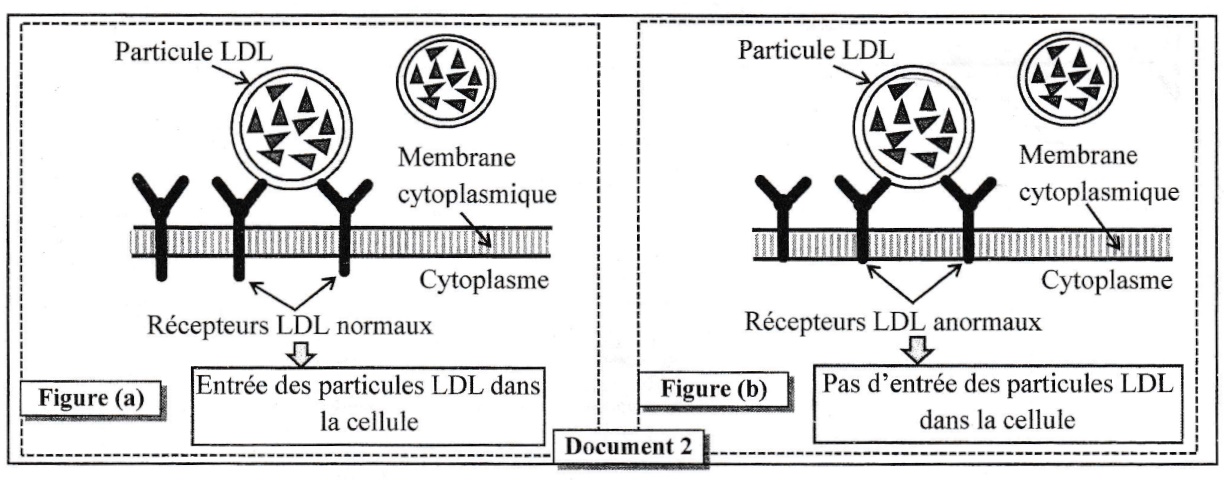 Particule LDL
Membrane
cytoplasmique
Cytoplasme
Récepteurs LDL normaux
Entrée des particules LDL dans
la cellule
Figure (a)
Particule LDL
Membrane
cytoplasmique
Cytoplasme
Récepteurs LDL anormaux
Pas d'entrée des particules LDL
dans la cellule
Figure (b)
Document 2